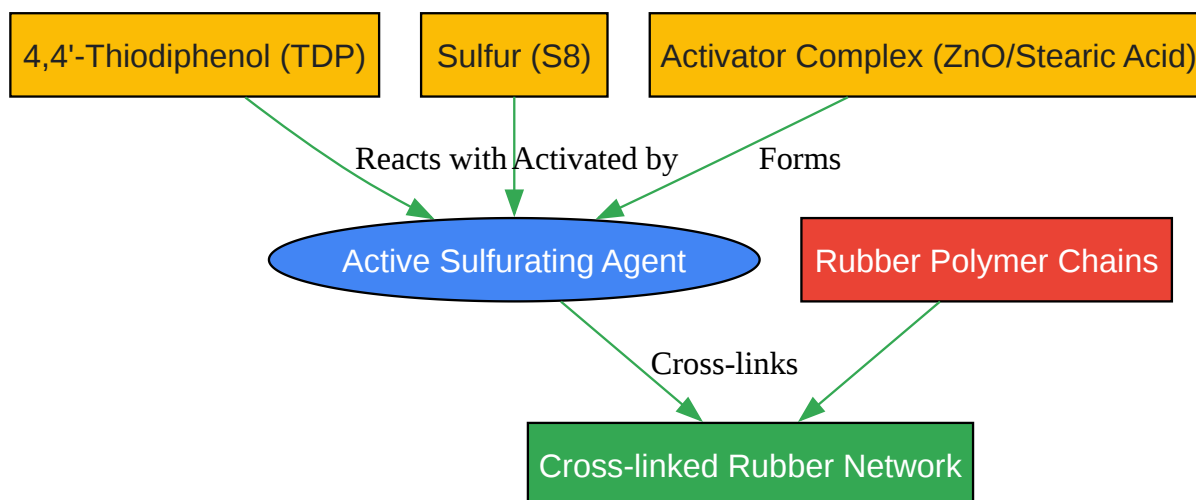 4,4'-Thiodiphenol (TDP)
Sulfur (S8)
Activator Complex (ZnO/Stearic Acid)
Reacts with
Activated by
Forms
Active Sulfurating Agent
Rubber Polymer Chains
Cross-links
Cross-linked Rubber Network